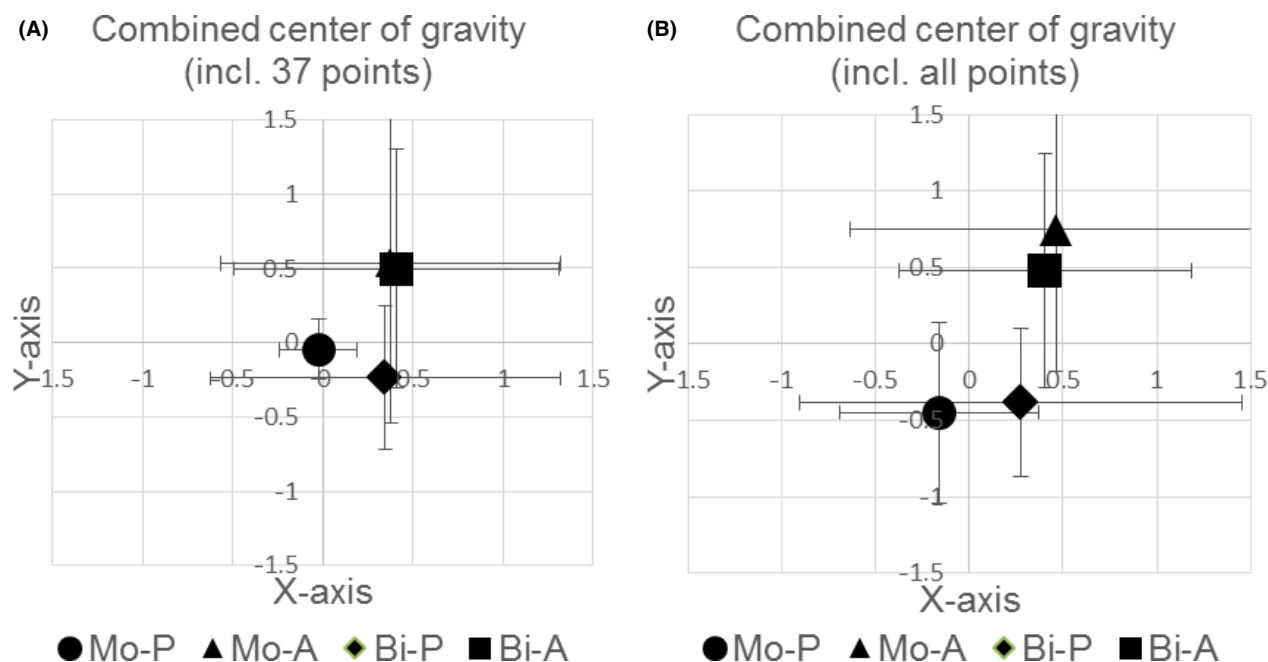 (A) Combined center of gravity
(incl. 37 points)
1.5
1
0.5
0
-1.5 -1 -0.5 0 0.5 1 1.5
-0.5
-1
-1.5
Y-axis
X-axis
Mo-P Mo-A Bi-P Bi-A
(B) Combined center of gravity
(incl. all points)
1.5
1
0.5
0
-1.5 -1 -0.5 0 0.5 1 1.5
-0.5
-1
-1.5
Y-axis
X-axis
Mo-P Mo-A Bi-P Bi-A